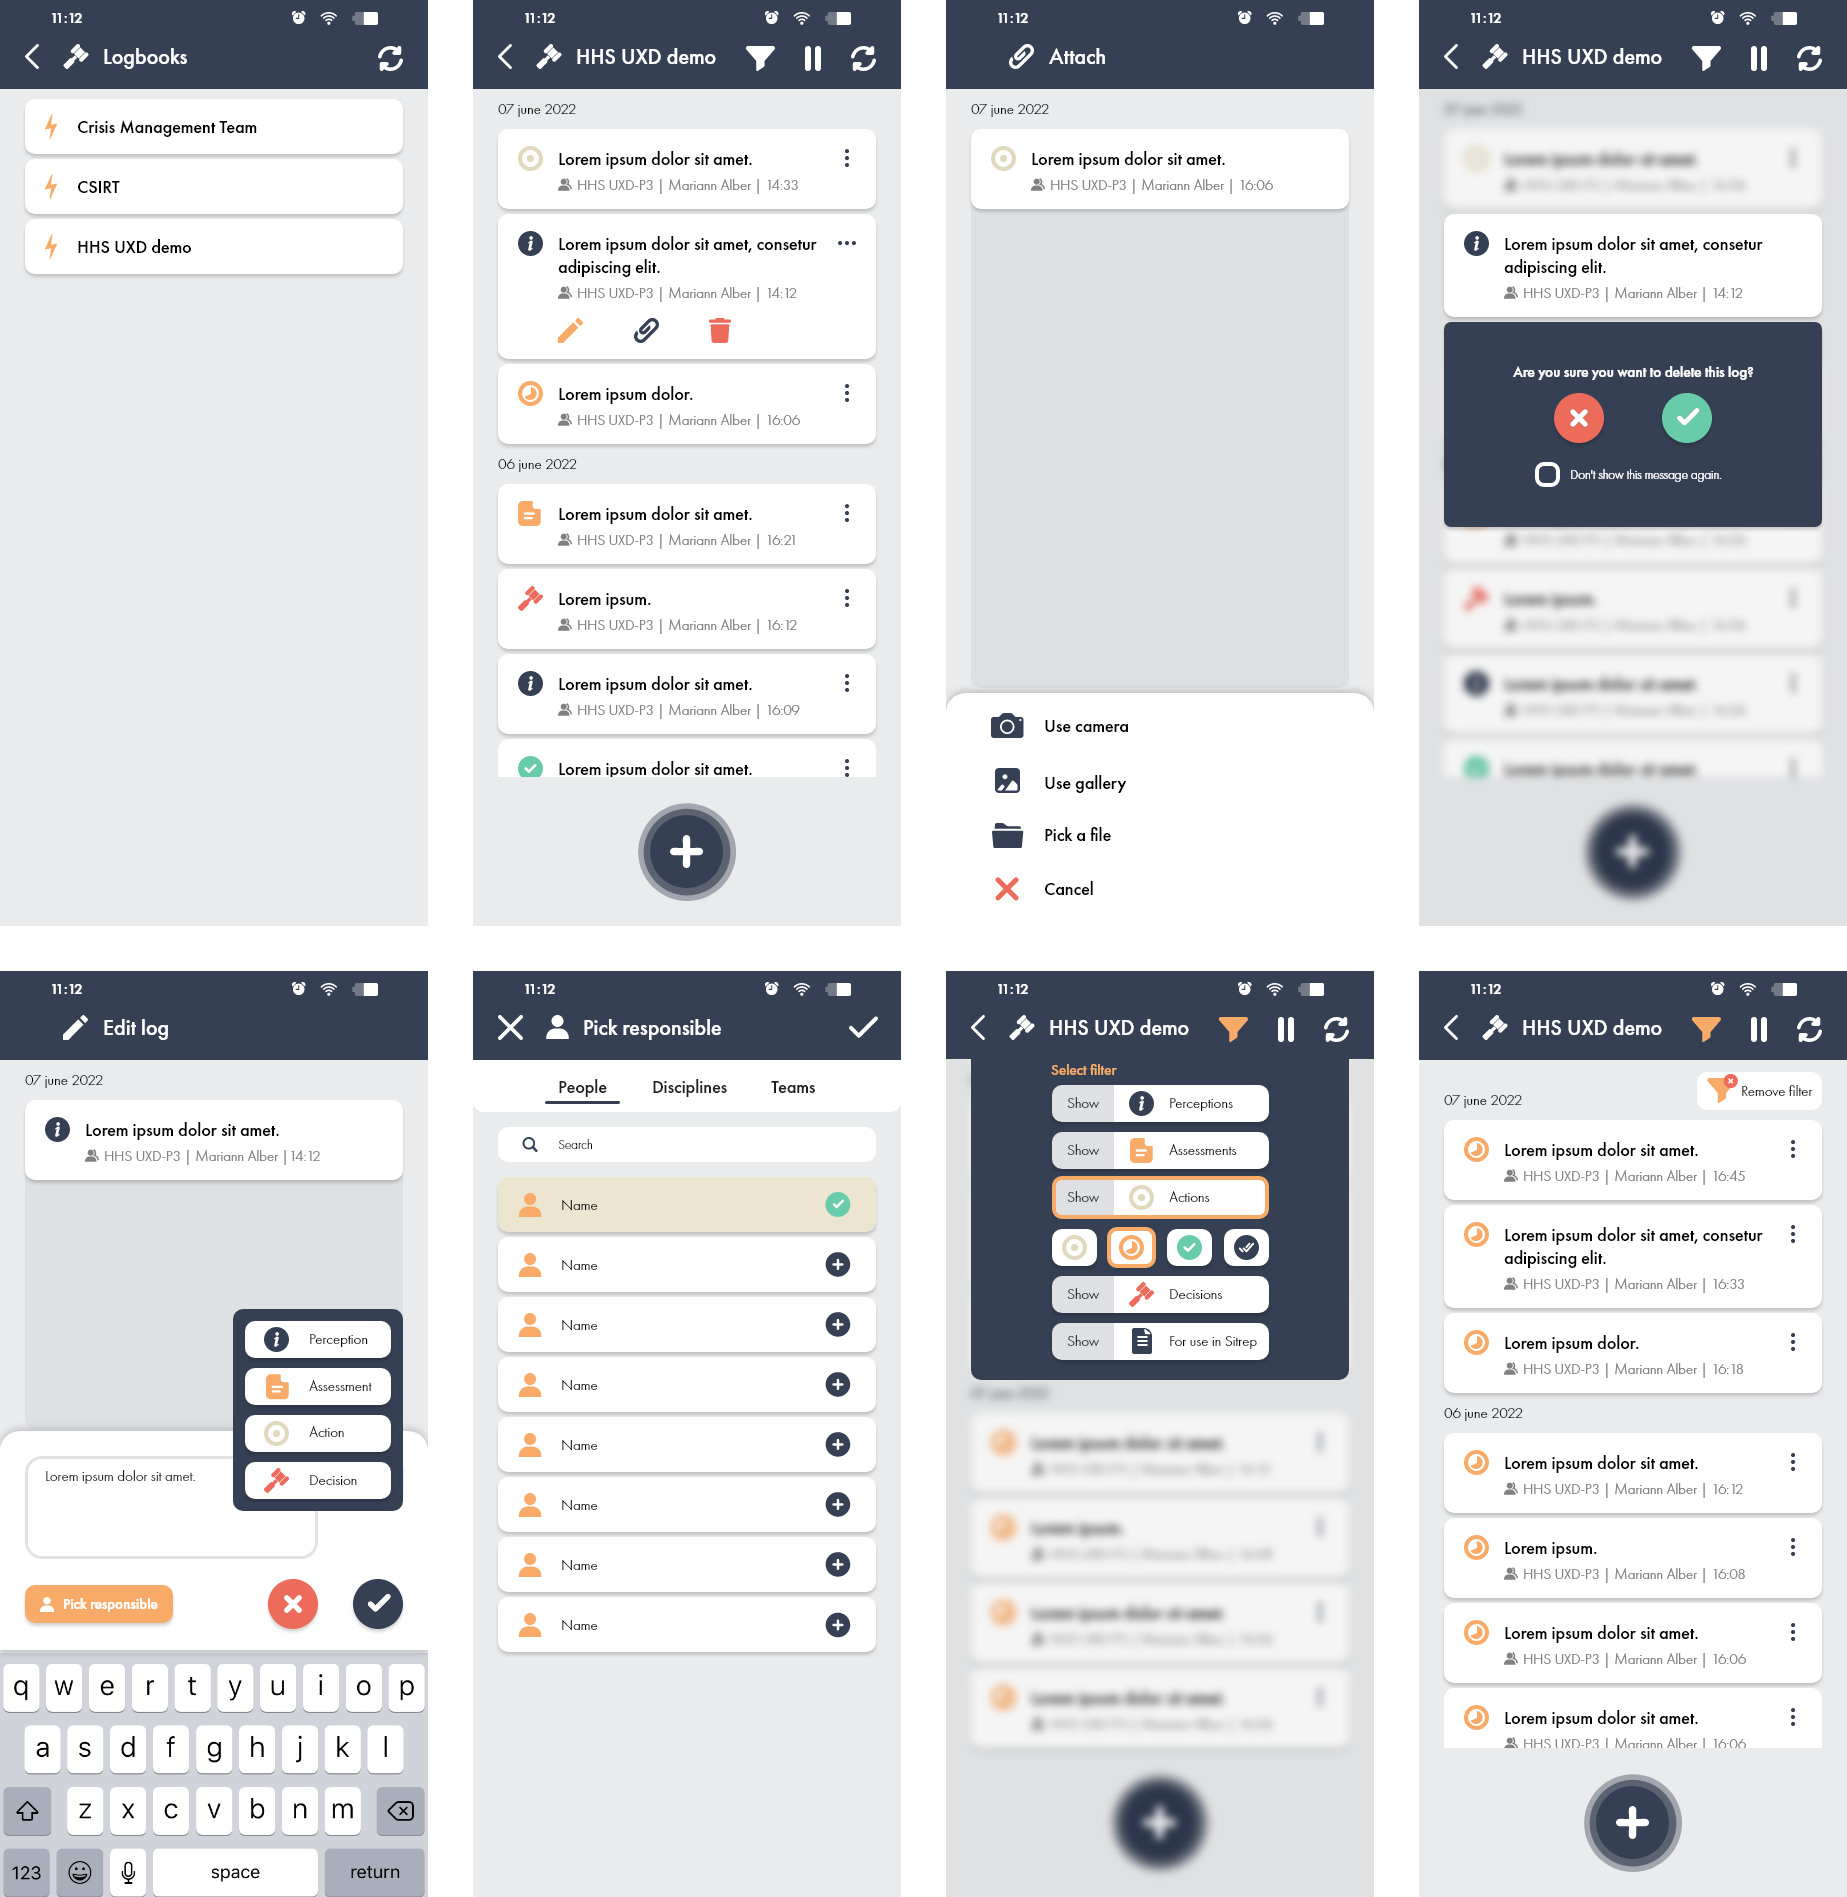 11:12
Logbooks
Crisis Management Team
CSIRT
HHS UXD demo
11:12
HHS UXD demo
07 june 2022
Lorem ipsum dolor sit amet.
HHS UXD-P3 | Mariann Alber | 14:33
Lorem ipsum dolor sit amet, consetur
adipiscing elit.
HHS UXD-P3 | Mariann Alber | 14:12
Lorem ipsum dolor.
HHS UXD-P3 | Mariann Alber | 16:06
06 june 2022
Lorem ipsum dolor sit amet.
HHS UXD-P3 | Mariann Alber | 16:21
Lorem ipsum.
HHS UXD-P3 | Mariann Alber | 16:12
Lorem ipsum dolor sit amet.
HHS UXD-P3 | Mariann Alber | 16:09
Lorem ipsum dolor sit amet.
11:12
Attach
07 june 2022
Lorem ipsum dolor sit amet.
HHS UXD-P3 | Mariann Alber | 16:06
Use camera
Use gallery
Pick a file
Cancel
11:12
HHS UXD demo
Lorem ipsum dolor sit amet, consetur
adipiscing elit.
HHS UXD-P3 | Mariann Alber | 14:12
Are you sure you want to delete this log?
Don't show this message again.
11:12
Edit log
07 june 2022
Lorem ipsum dolor sit amet.
HHS UXD-P3 | Mariann Alber |14:12
Perception
Assessment
Action
Decision
Lorem ipsum dolor sit amet.
Pick responsible
q w e r t y u i o p
a s d f g h j k l
z x c v b n m
123 space return
11:12
Pick responsible
People Disciplines Teams
Search
Name
Name
Name
Name
Name
Name
Name
Name
11:12
HHS UXD demo
Select filter
Show Perceptions
Show Assessments
Show Actions
Show Decisions
Show For use in Sitrep
11:12
HHS UXD demo
Remove filter
07 june 2022
Lorem ipsum dolor sit amet.
HHS UXD-P3 | Mariann Alber | 16:45
Lorem ipsum dolor sit amet, consetur
adipiscing elit.
HHS UXD-P3 | Mariann Alber | 16:33
Lorem ipsum dolor.
HHS UXD-P3 | Mariann Alber | 16:18
06 june 2022
Lorem ipsum dolor sit amet.
HHS UXD-P3 | Mariann Alber | 16:12
Lorem ipsum.
HHS UXD-P3 | Mariann Alber | 16:08
Lorem ipsum dolor sit amet.
HHS UXD-P3 | Mariann Alber | 16:06
Lorem ipsum dolor sit amet.
HHS UXD-P3 | Mariann Alber | 16:06